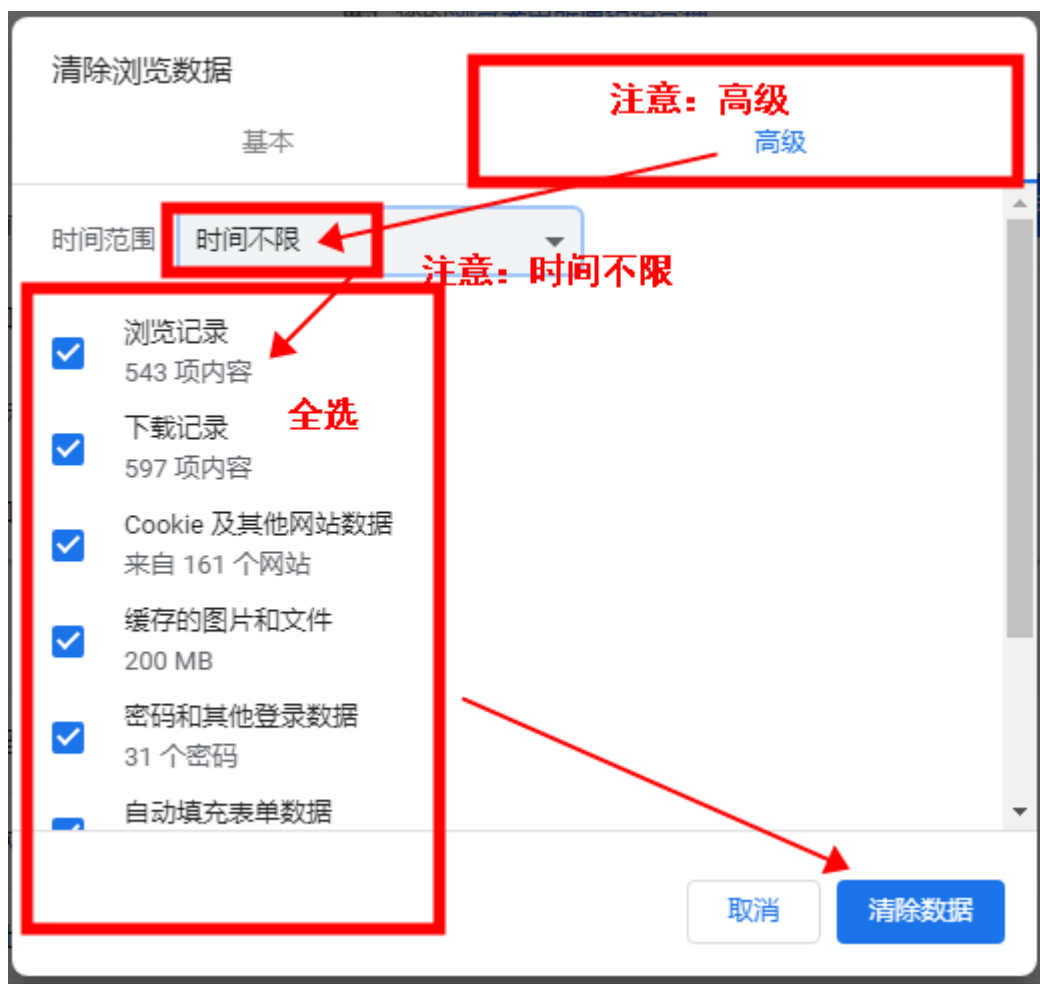 清除浏览数据
注意：高级
基本
高级
时间范围
时间不限
注意：时间不限
浏览记录
543 项内容
全选
下载记录
597 项内容
Cookie 及其他网站数据
来自 161 个网站
缓存的图片和文件
200 MB
密码和其他登录数据
31 个密码
自动填充表单数据
取消
清除数据